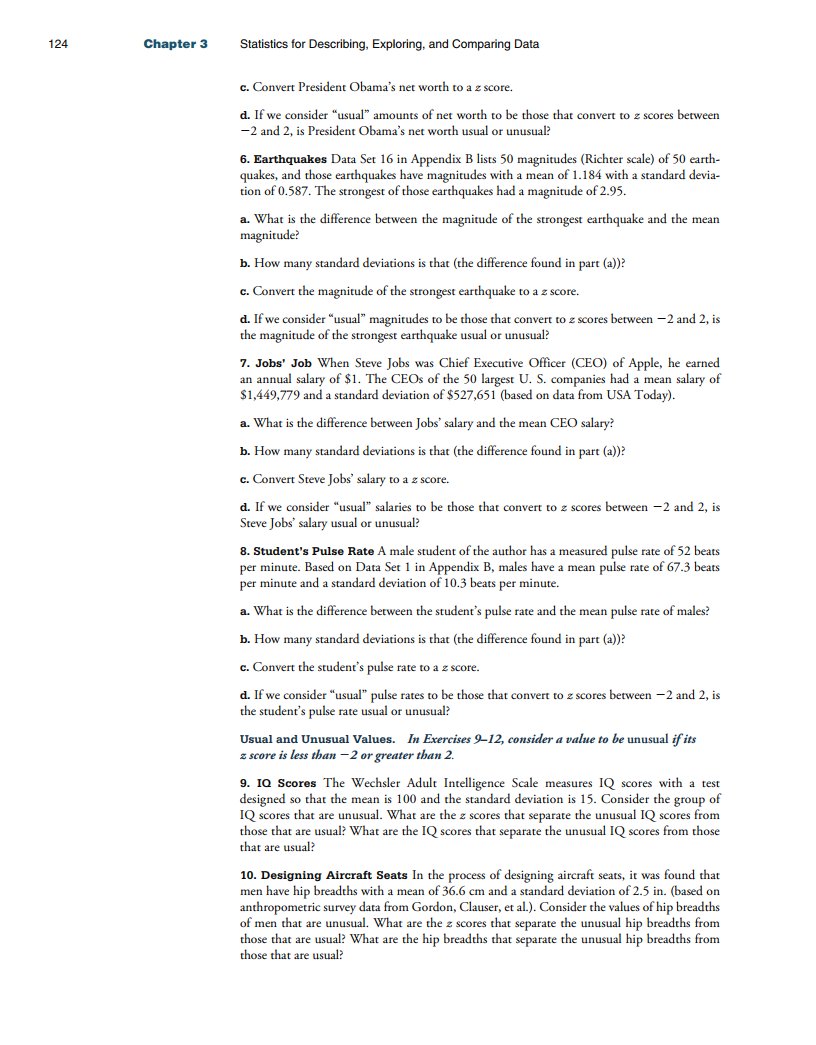 124 Chapter 3 Statistics for Describing, Exploring, and Comparing Data
c. Convert President Obama's net worth to a z score.
d. If we consider "usual" amounts of net worth to be those that convert to z scores between
−2 and 2, is President Obama's net worth usual or unusual?
6. Earthquakes Data Set 16 in Appendix B lists 50 magnitudes (Richter scale) of 50 earth-
quakes, and those earthquakes have magnitudes with a mean of 1.184 with a standard devia-
tion of 0.587. The strongest of those earthquakes had a magnitude of 2.95.
a. What is the difference between the magnitude of the strongest earthquake and the mean
magnitude?
b. How many standard deviations is that (the difference found in part (a))?
c. Convert the magnitude of the strongest earthquake to a z score.
d. If we consider "usual" magnitudes to be those that convert to z scores between −2 and 2, is
the magnitude of the strongest earthquake usual or unusual?
7. Jobs' Job When Steve Jobs was Chief Executive Officer (CEO) of Apple, he earned
an annual salary of $1. The CEOs of the 50 largest U. S. companies had a mean salary of
$1,449,779 and a standard deviation of $527,651 (based on data from USA Today).
a. What is the difference between Jobs' salary and the mean CEO salary?
b. How many standard deviations is that (the difference found in part (a))?
c. Convert Steve Jobs' salary to a z score.
d. If we consider "usual" salaries to be those that convert to z scores between −2 and 2, is
Steve Jobs' salary usual or unusual?
8. Student's Pulse Rate A male student of the author has a measured pulse rate of 52 beats
per minute. Based on Data Set 1 in Appendix B, males have a mean pulse rate of 67.3 beats
per minute and a standard deviation of 10.3 beats per minute.
a. What is the difference between the student's pulse rate and the mean pulse rate of males?
b. How many standard deviations is that (the difference found in part (a))?
c. Convert the student's pulse rate to a z score.
d. If we consider "usual" pulse rates to be those that convert to z scores between −2 and 2, is
the student's pulse rate usual or unusual?
Usual and Unusual Values. In Exercises 9–12, consider a value to be unusual if its
z score is less than −2 or greater than 2.
9. IQ Scores The Wechsler Adult Intelligence Scale measures IQ scores with a test
designed so that the mean is 100 and the standard deviation is 15. Consider the group of
IQ scores that are unusual. What are the z scores that separate the unusual IQ scores from
those that are usual? What are the IQ scores that separate the unusual IQ scores from those
that are usual?
10. Designing Aircraft Seats In the process of designing aircraft seats, it was found that
men have hip breadths with a mean of 36.6 cm and a standard deviation of 2.5 in. (based on
anthropometric survey data from Gordon, Clauser, et al.). Consider the values of hip breadths
of men that are unusual. What are the z scores that separate the unusual hip breadths from
those that are usual? What are the hip breadths that separate the unusual hip breadths from
those that are usual?